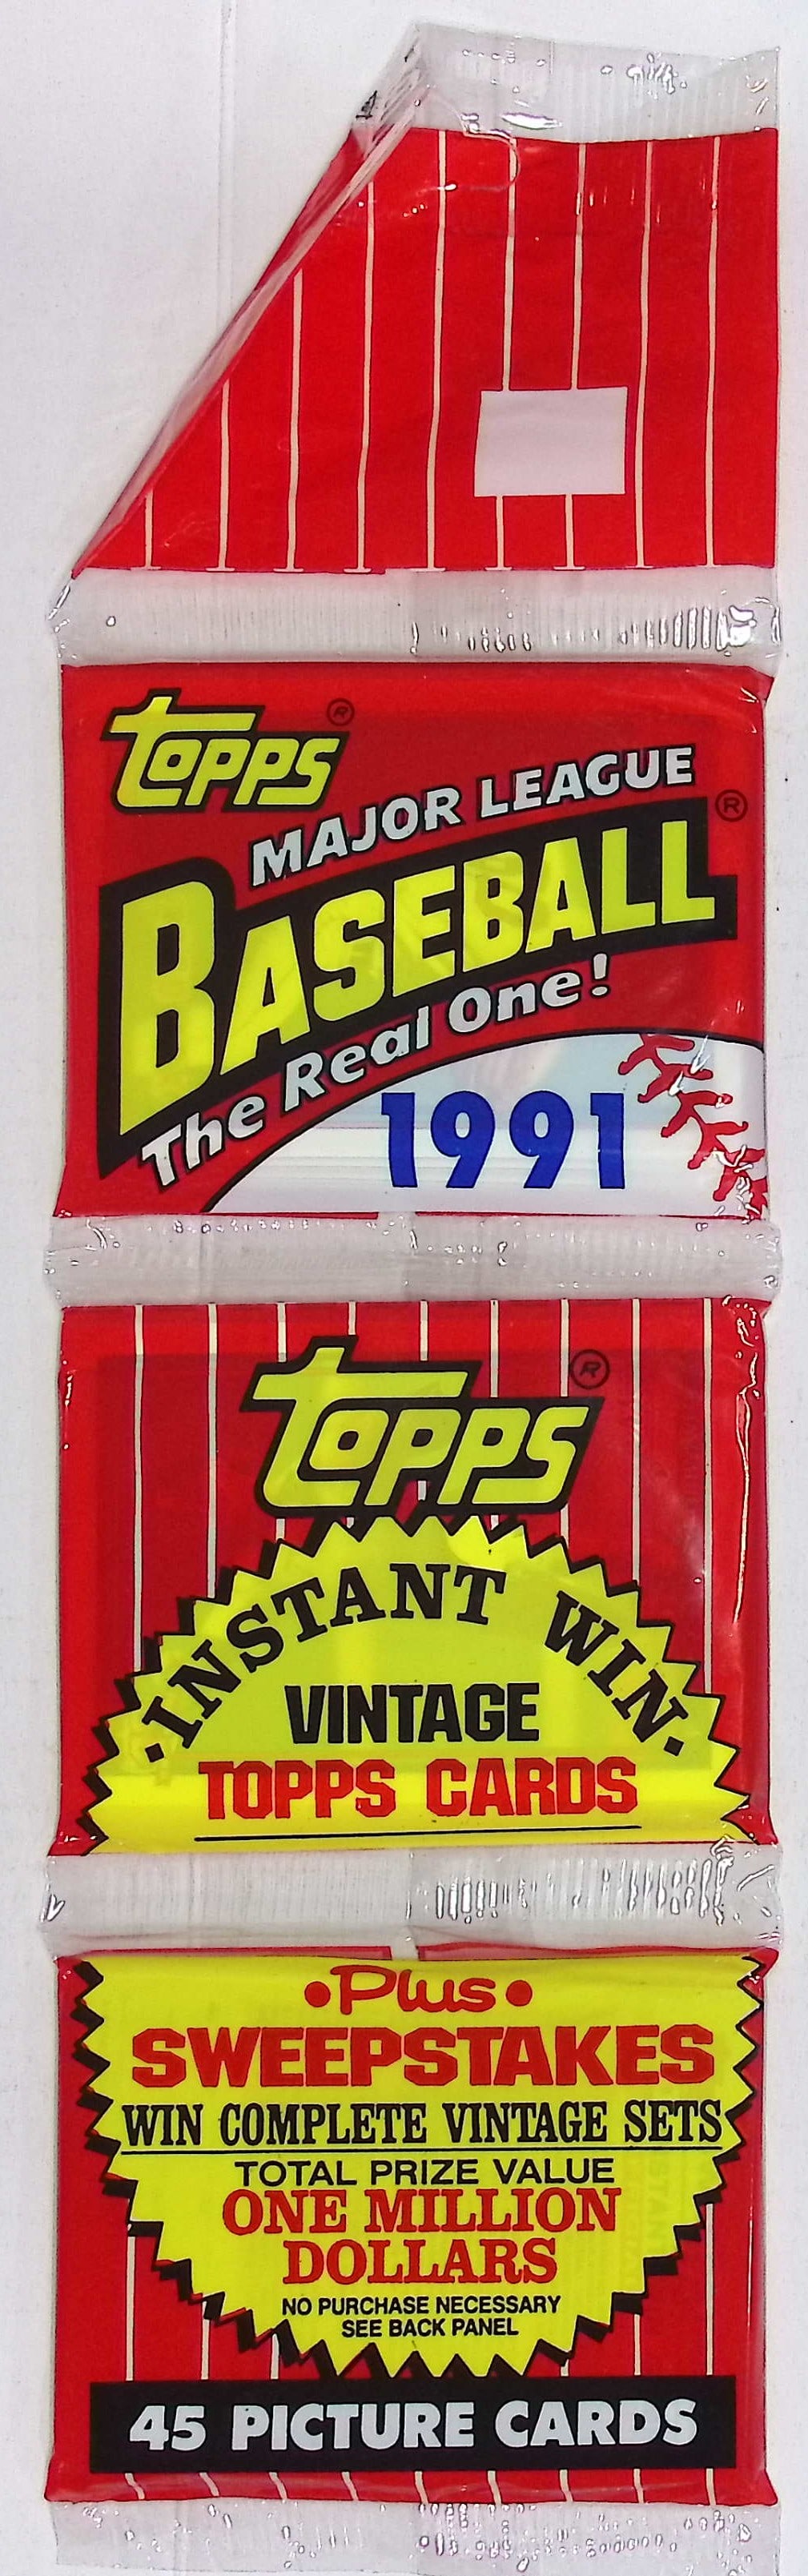 Topps ®
MAJOR LEAGUE
BASEBALL ®
The Real One!
1991
Topps ®
·INSTANT WIN·
VINTAGE
TOPPS CARDS
•Plus•
SWEEPSTAKES
WIN COMPLETE VINTAGE SETS
TOTAL PRIZE VALUE
ONE MILLION
DOLLARS
NO PURCHASE NECESSARY
SEE BACK PANEL
45 PICTURE CARDS